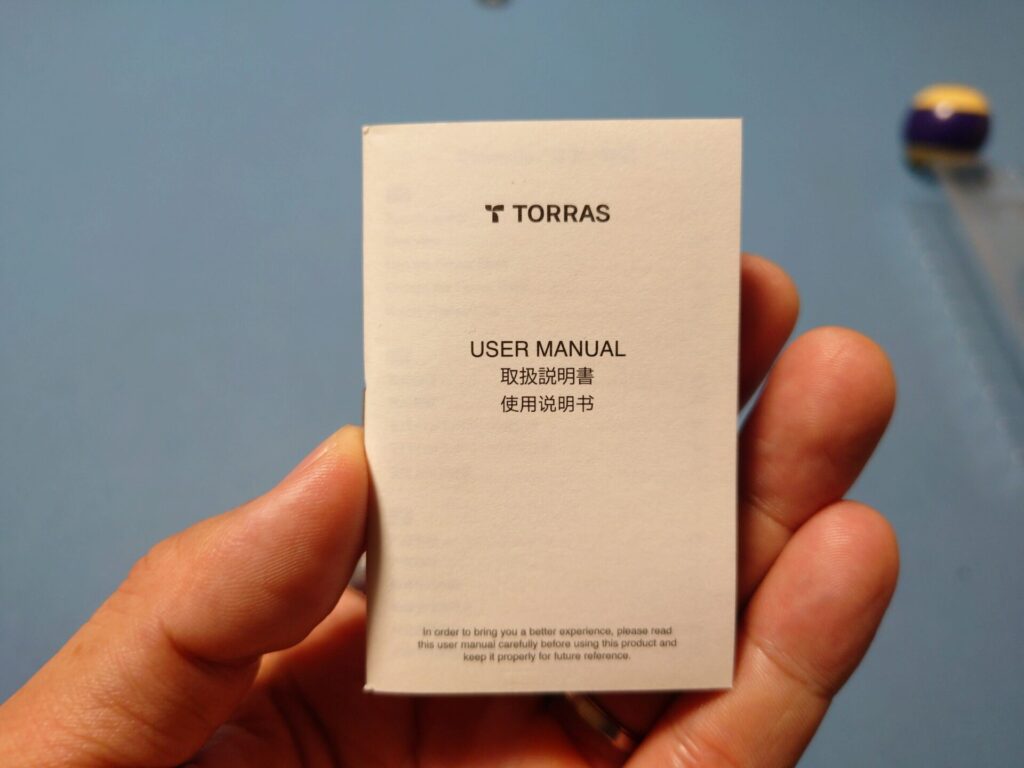 TORRAS
USER MANUAL
取扱説明書
使用说明书
In order to bring you a better experience, please read
this user manual carefully before using this product and
keep it properly for future reference.